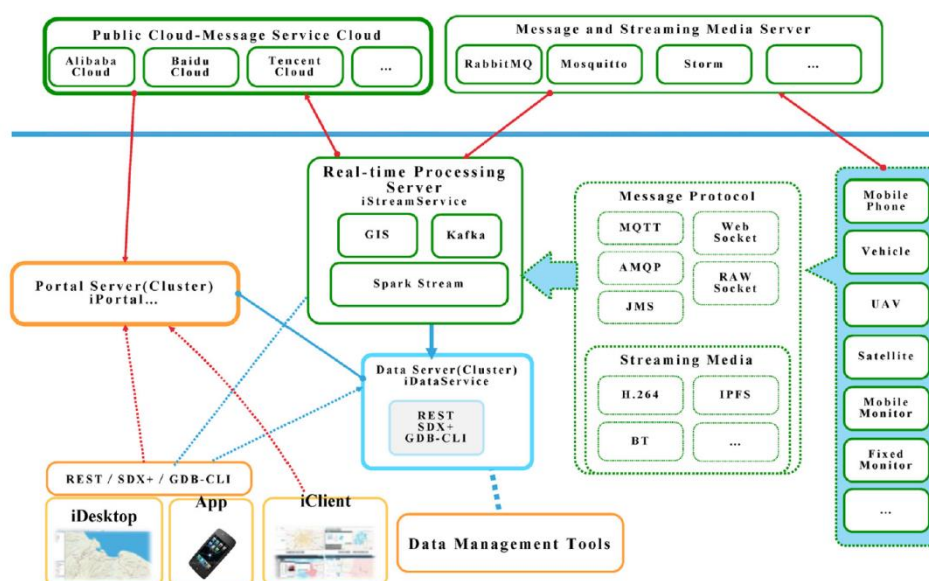 Public Cloud-Message Service Cloud
Alibaba
Cloud
Baidu
Cloud
Tencent
Cloud
...
Message and Streaming Media Server
RabbitMQ
Mosquitto
Storm
...
Real-time Processing
Server
iStreamService
GIS
Kafka
Spark Stream
Message Protocol
MQTT
Web
Socket
AMQP
RAW
Socket
JMS
Streaming Media
H.264
IPFS
BT
...
Mobile
Phone
Vehicle
UAV
Satellite
Mobile
Monitor
Fixed
Monitor
...
Portal Server(Cluster)
iPortal...
Data Server(Cluster)
iDataService
REST
SDX+
GDB-CLI
REST / SDX+ / GDB-CLI
iDesktop
App
iClient
Data Management Tools